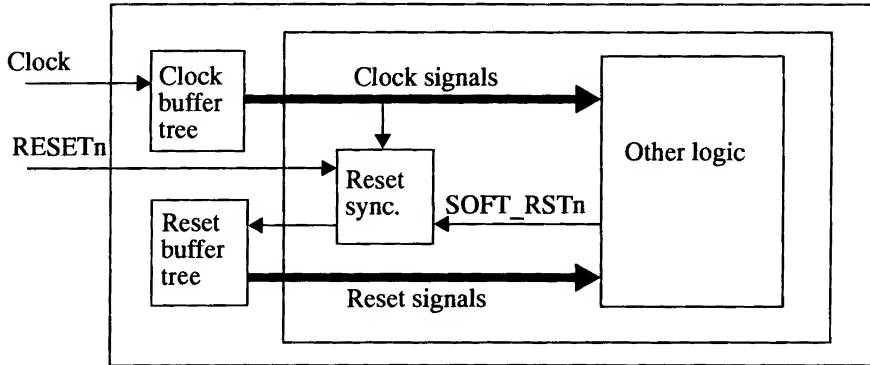 Clock
Clock
buffer
tree
Clock signals
RESETn
Reset
sync.
Other logic
SOFT_RSTn
Reset
buffer
tree
Reset signals